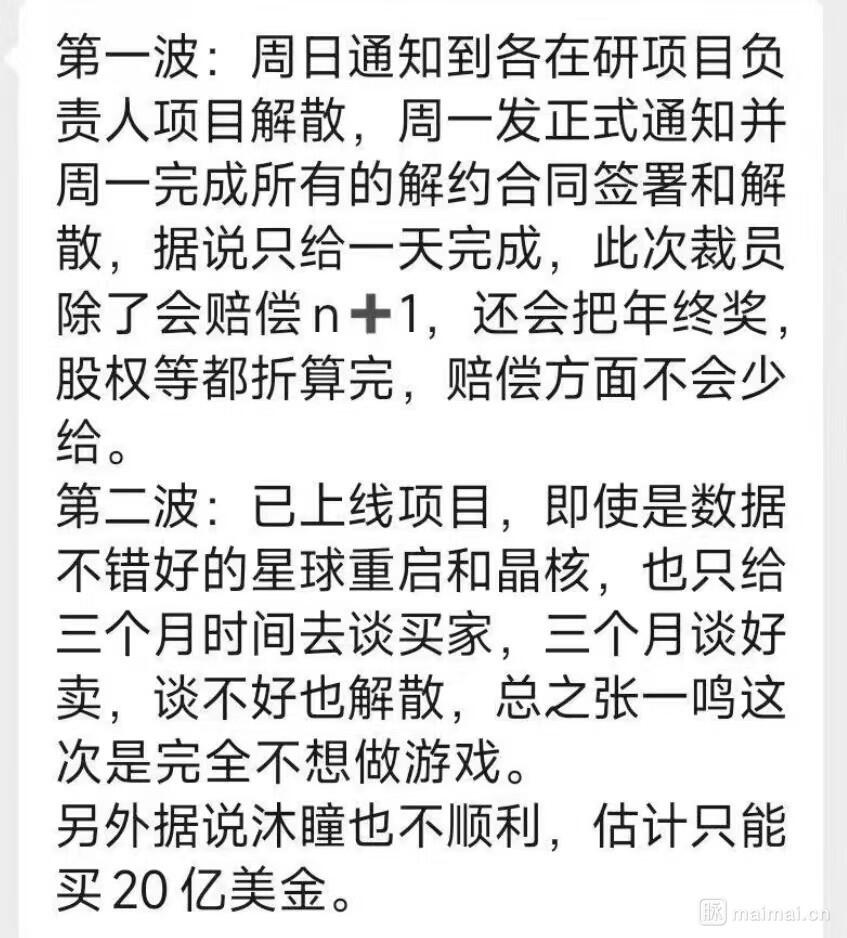 第一波：周日通知到各在研项目负
责人项目解散，周一发正式通知并
周一完成所有的解约合同签署和解
散，据说只给一天完成，此次裁员
除了会赔偿n➕1，还会把年终奖，
股权等都折算完，赔偿方面不会少
给。
第二波：已上线项目，即使是数据
不错好的星球重启和晶核，也只给
三个月时间去谈买家，三个月谈好
卖，谈不好也解散，总之张一鸣这
次是完全不想做游戏。
另外据说沐瞳也不顺利，估计只能
买20亿美金。
脉 maimai.cn